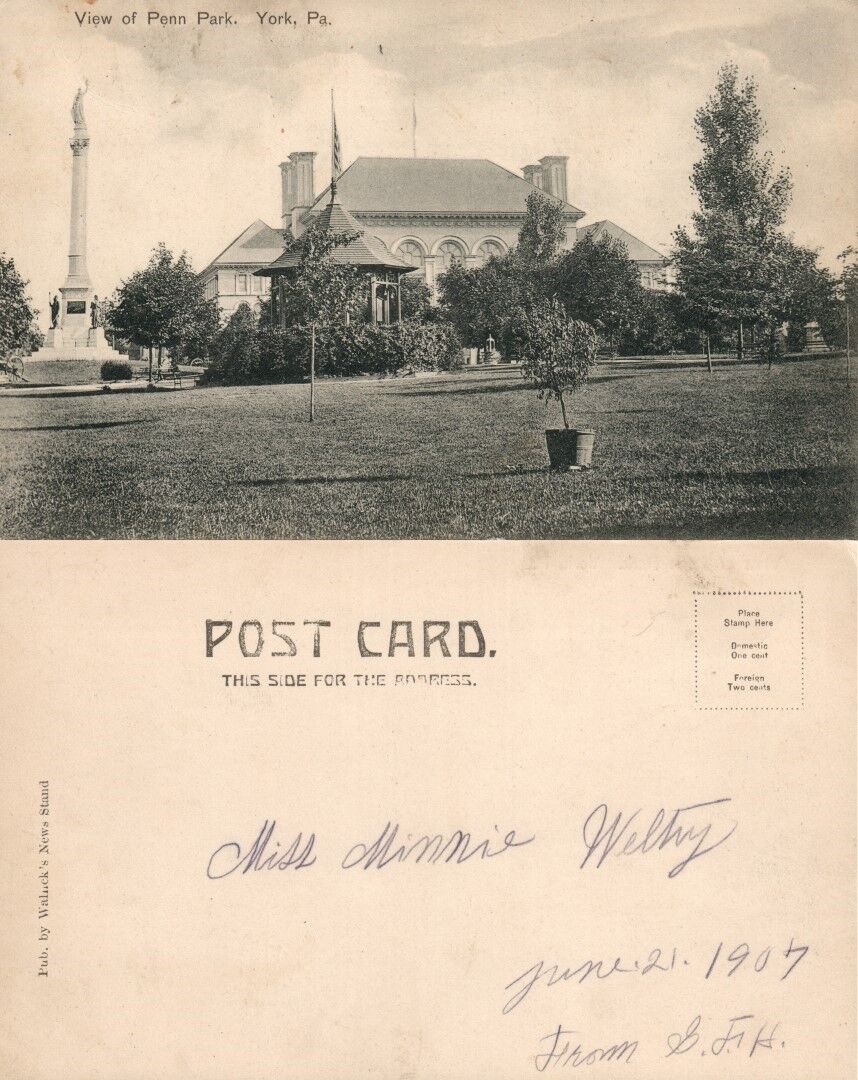 View of Penn Park. York, Pa.
POST CARD.
THIS SIDE FOR THE ADDRESS.
Place
Stamp Here
Domestic
One cent
Foreign
Two cents
Pub. by Waluck's News Stand
Miss Minnie Welty
June. 21. 1907
From S. F. H.